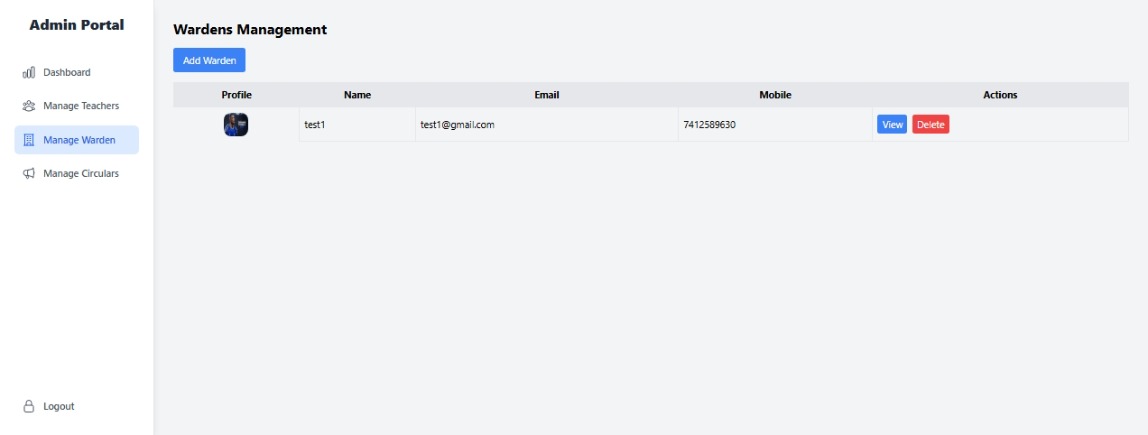 Admin Portal
Dashboard
Manage Teachers
Manage Warden
Manage Circulars
Logout
Wardens Management
Add Warden
Profile Name Email Mobile Actions
test1 test1@gmail.com 7412589630 View Delete